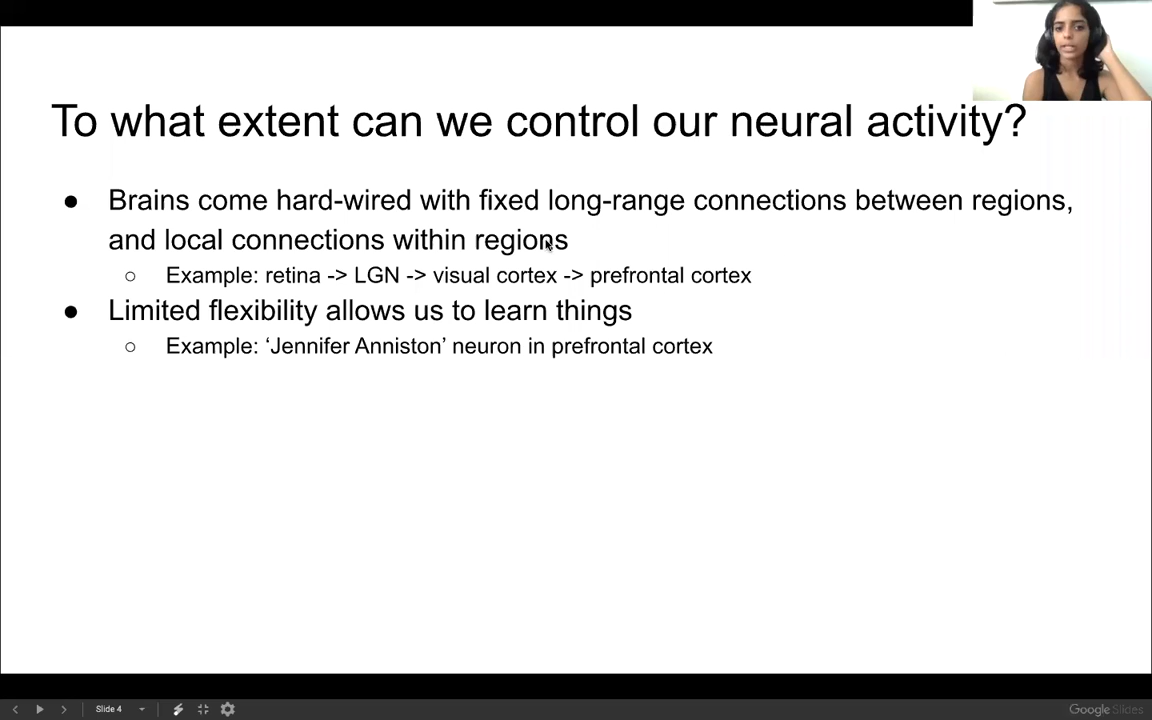 To what extent can we control our neural activity?
● Brains come hard-wired with fixed long-range connections between regions,
and local connections within regions
○ Example: retina -> LGN -> visual cortex -> prefrontal cortex
● Limited flexibility allows us to learn things
○ Example: ‘Jennifer Anniston’ neuron in prefrontal cortex
Slide 4
Google Slides